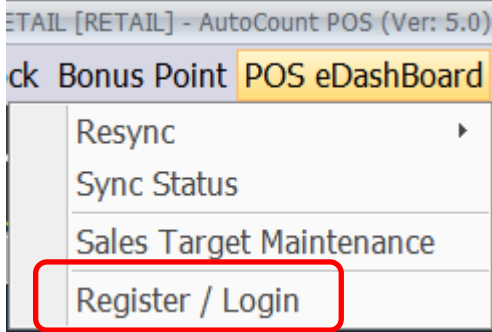 ETAIL [RETAIL] - AutoCount POS (Ver: 5.0)
ck Bonus Point POS eDashBoard
Resync
Sync Status
Sales Target Maintenance
Register / Login